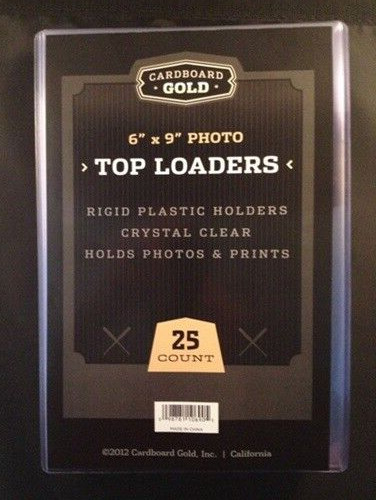 CARDBOARD
GOLD
6" x 9" PHOTO
› TOP LOADERS ‹
RIGID PLASTIC HOLDERS
CRYSTAL CLEAR
HOLDS PHOTOS & PRINTS
25
COUNT
MADE IN CHINA
©2012 Cardboard Gold, Inc. | California